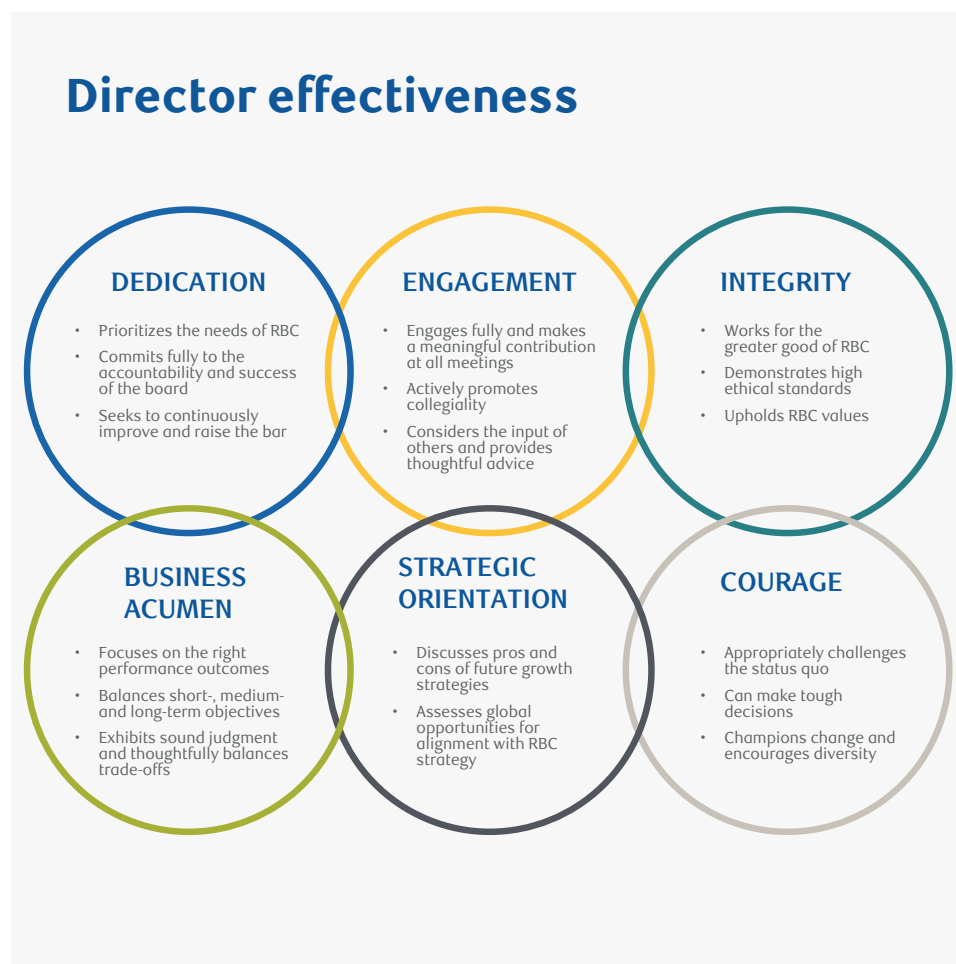 Director effectiveness
DEDICATION
• Prioritizes the needs of RBC
• Commits fully to the
accountability and success
of the board
• Seeks to continuously
improve and raise the bar
ENGAGEMENT
• Engages fully and makes
a meaningful contribution
at all meetings
• Actively promotes
collegiality
• Considers the input of
others and provides
thoughtful advice
INTEGRITY
• Works for the
greater good of RBC
• Demonstrates high
ethical standards
• Upholds RBC values
BUSINESS
ACUMEN
• Focuses on the right
performance outcomes
• Balances short-, medium-
and long-term objectives
• Exhibits sound judgment
and thoughtfully balances
trade-offs
STRATEGIC
ORIENTATION
• Discusses pros and
cons of future growth
strategies
• Assesses global
opportunities for
alignment with RBC
strategy
COURAGE
• Appropriately challenges
the status quo
• Can make tough
decisions
• Champions change and
encourages diversity